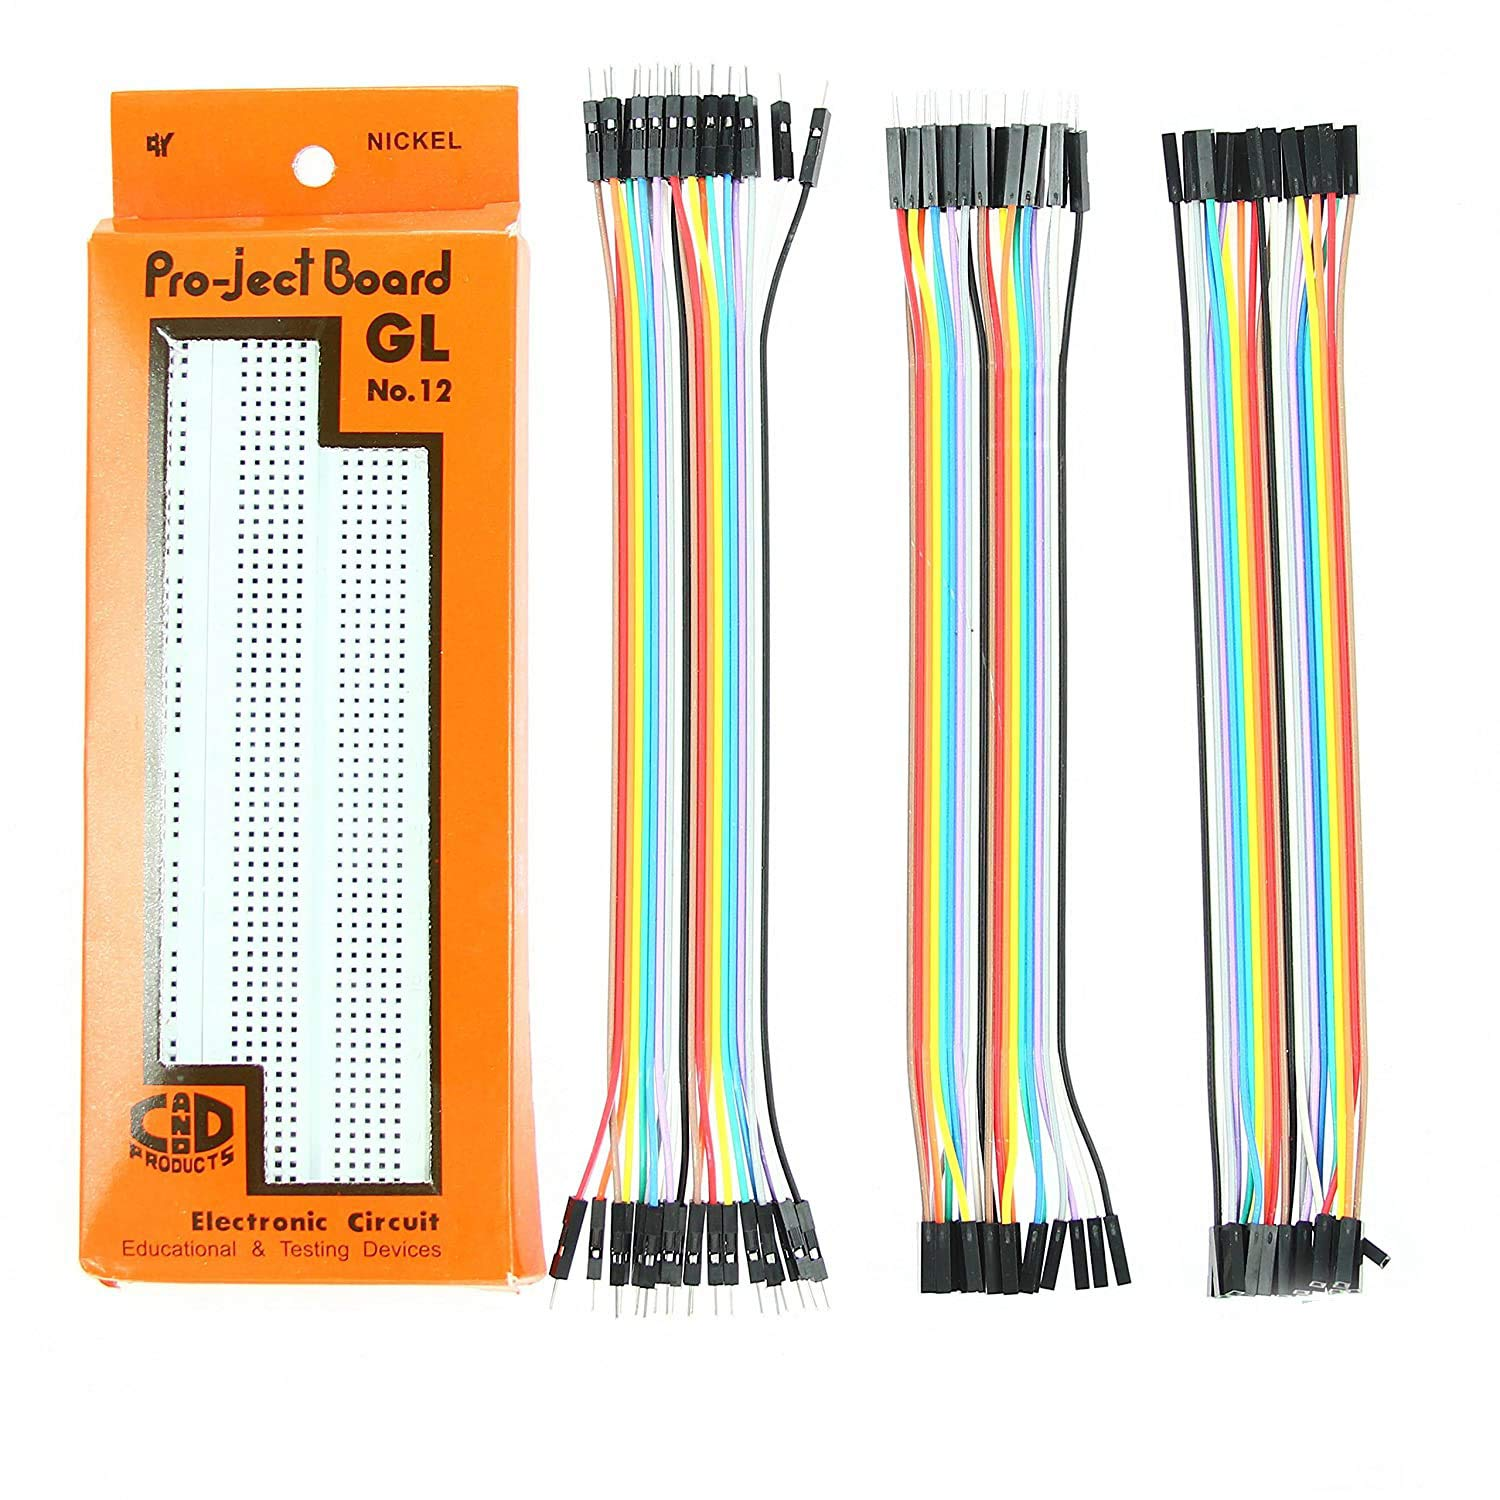 NICKEL
Pro-ject Board
GL
No.12
C AND D
PRODUCTS
Electronic Circuit
Educational & Testing Devices